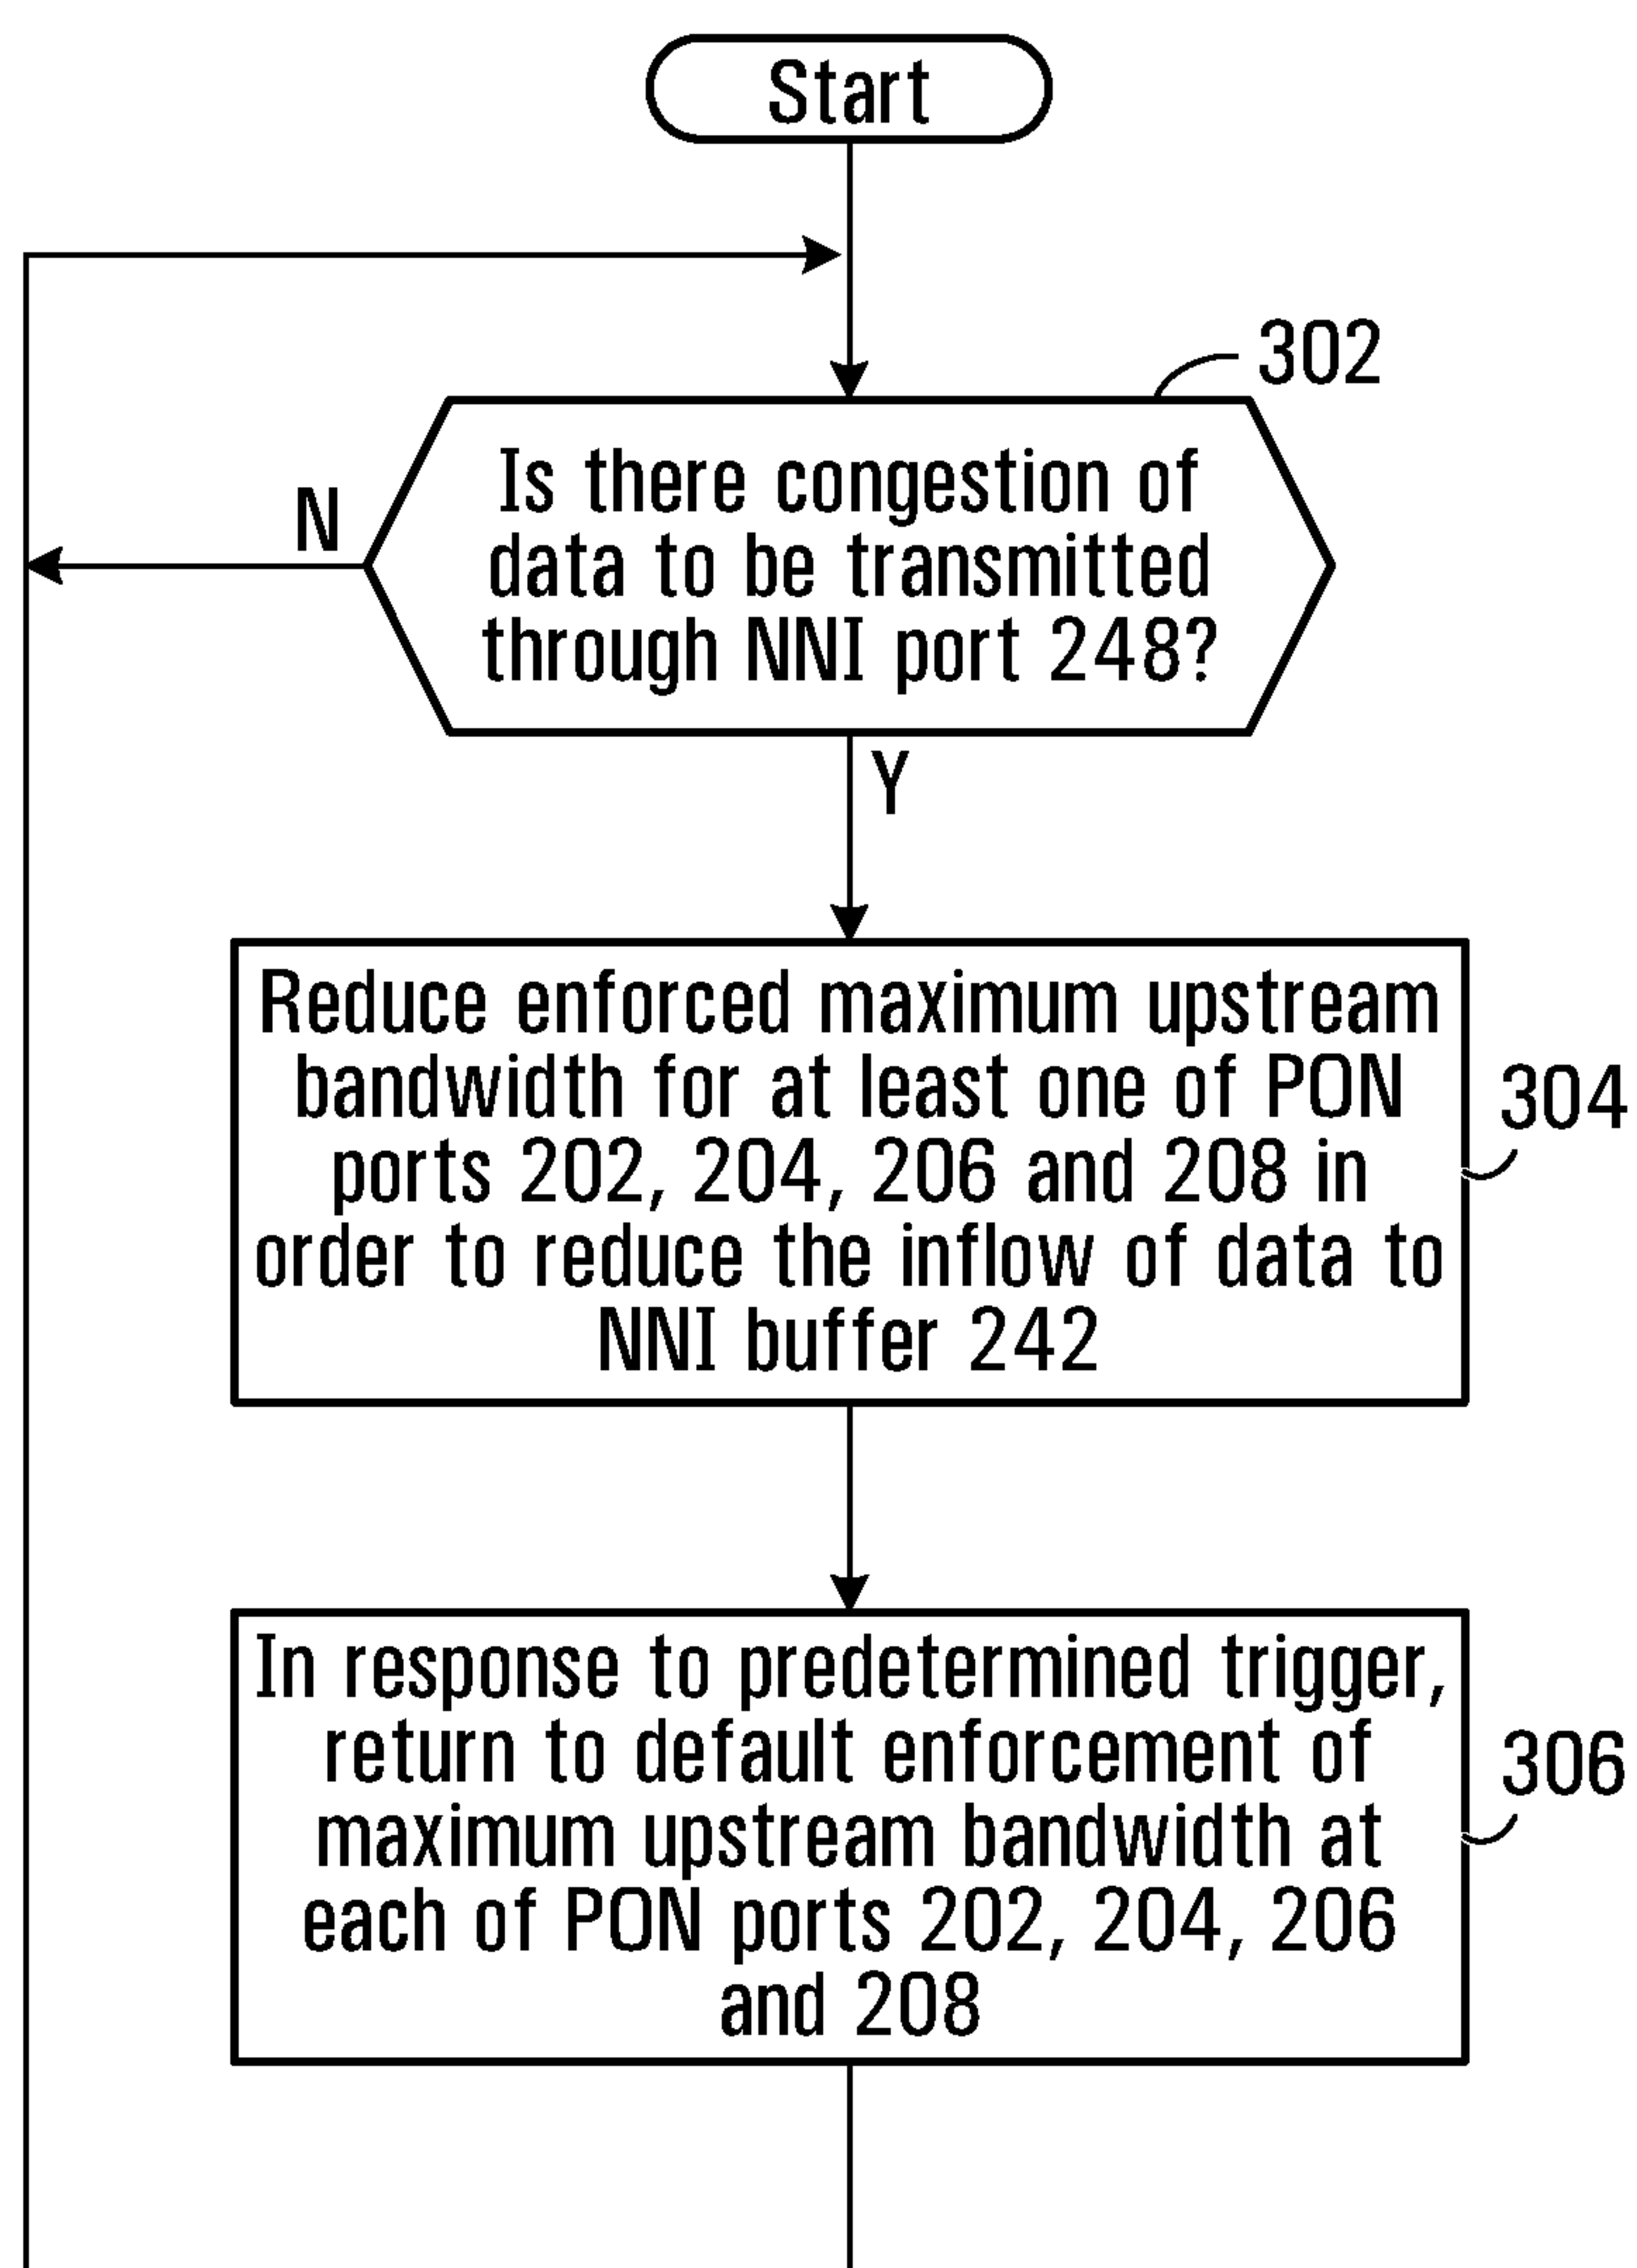 Start
302
Is there congestion of
data to be transmitted
through NNI port 248?
N
Y
Reduce enforced maximum upstream
bandwidth for at least one of PON
ports 202, 204, 206 and 208 in
order to reduce the inflow of data to
NNI buffer 242
304
In response to predetermined trigger,
return to default enforcement of
maximum upstream bandwidth at
each of PON ports 202, 204, 206
and 208
306